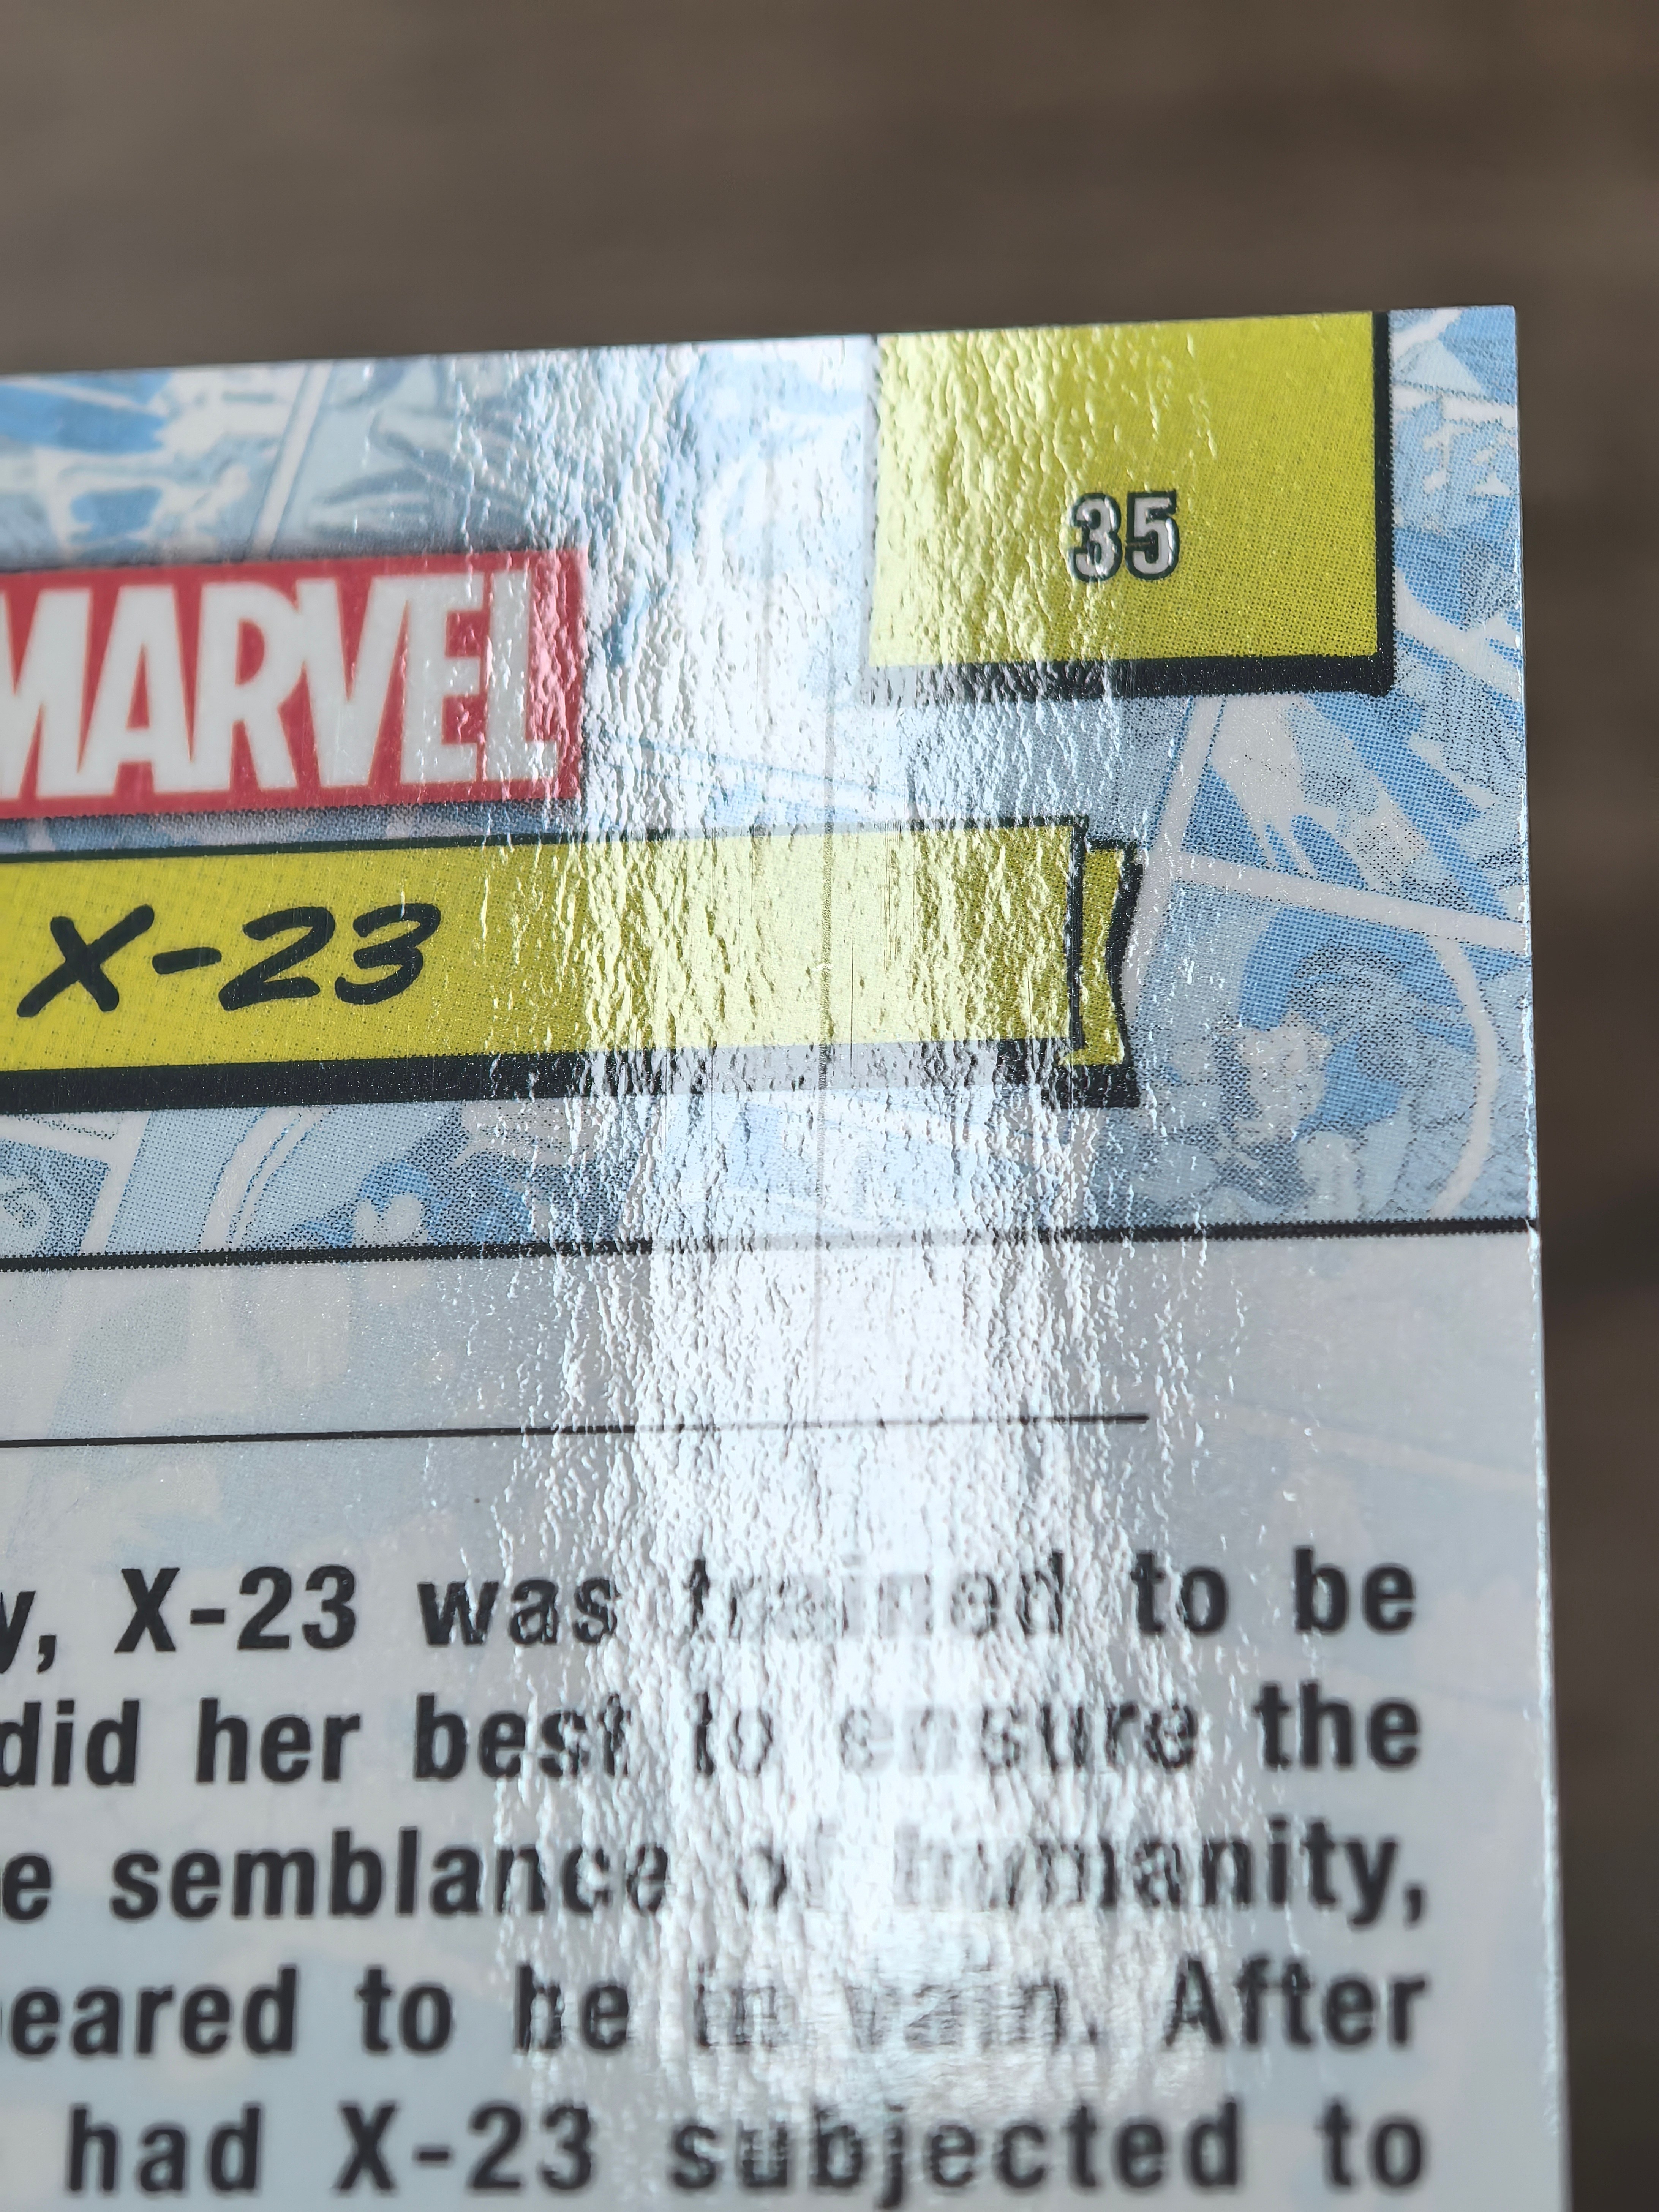 35
MARVEL
X-23
y, X-23 was trained to be
did her best to ensure the
e semblance of humanity,
eared to be in vain. After
had X-23 subjected to